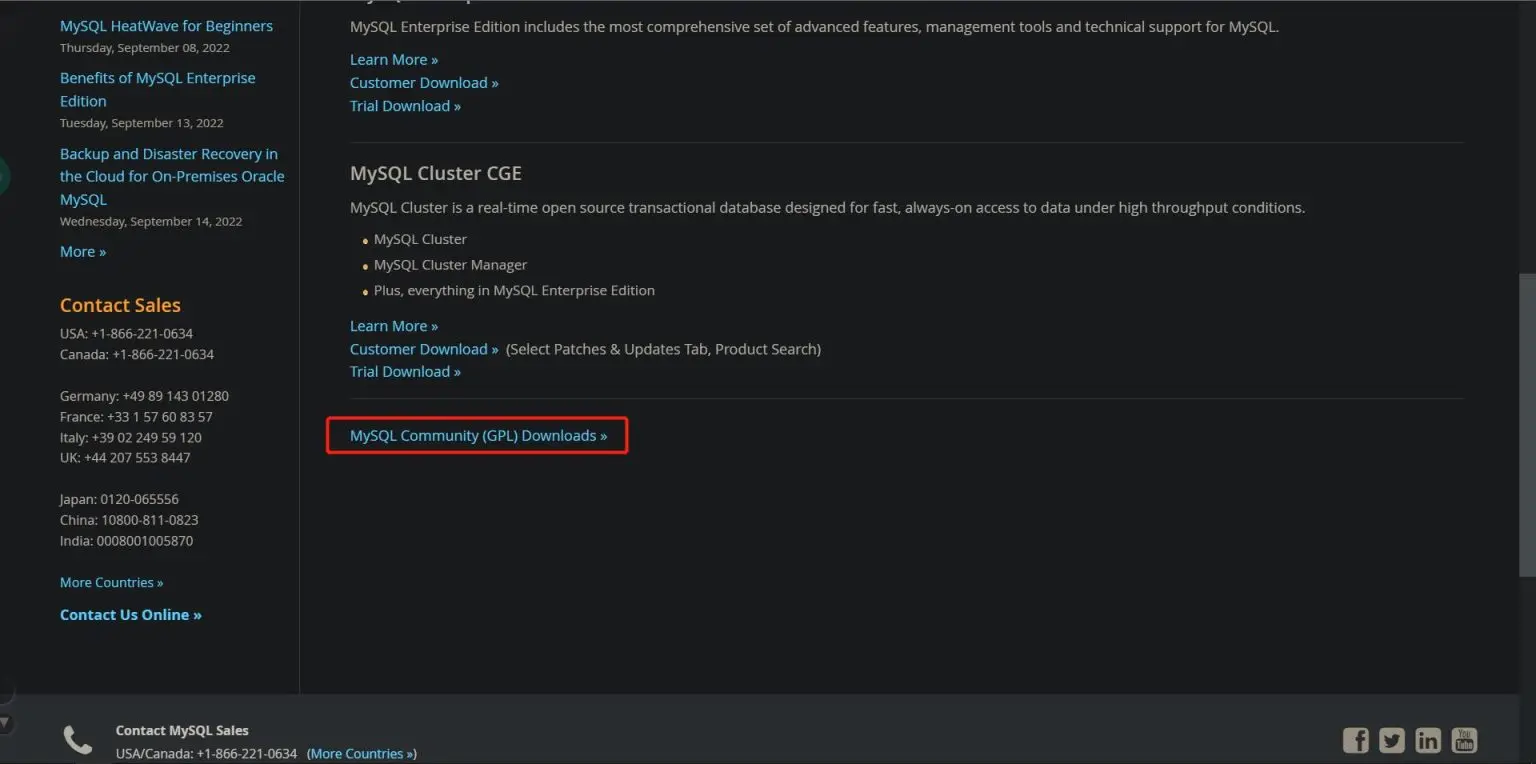 MySQL HeatWave for Beginners
Thursday, September 08, 2022
Benefits of MySQL Enterprise
Edition
Tuesday, September 13, 2022
Backup and Disaster Recovery in
the Cloud for On-Premises Oracle
MySQL
Wednesday, September 14, 2022
More »
Contact Sales
USA: +1-866-221-0634
Canada: +1-866-221-0634
Germany: +49 89 143 01280
France: +33 1 57 60 83 57
Italy: +39 02 249 59 120
UK: +44 207 553 8447
Japan: 0120-065556
China: 10800-811-0823
India: 0008001005870
More Countries »
Contact Us Online »
MySQL Enterprise Edition includes the most comprehensive set of advanced features, management tools and technical support for MySQL.
Learn More »
Customer Download »
Trial Download »
MySQL Cluster CGE
MySQL Cluster is a real-time open source transactional database designed for fast, always-on access to data under high throughput conditions.
MySQL Cluster
MySQL Cluster Manager
Plus, everything in MySQL Enterprise Edition
Learn More »
Customer Download » (Select Patches & Updates Tab, Product Search)
Trial Download »
MySQL Community (GPL) Downloads »
Contact MySQL Sales
USA/Canada: +1-866-221-0634 (More Countries »)
You
Tube